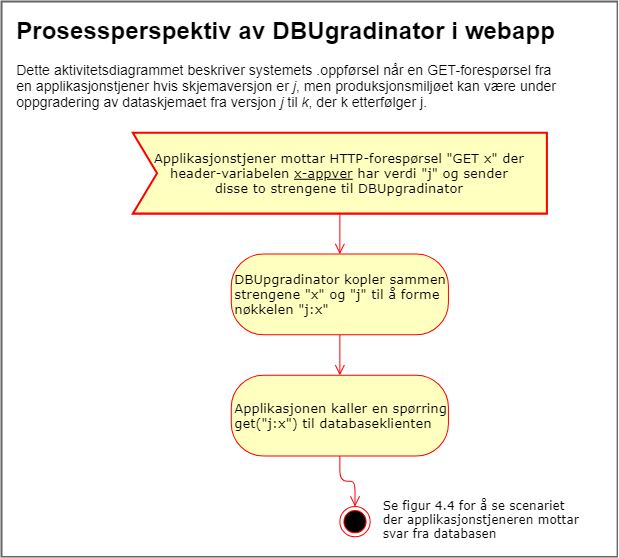 Prosessperspektiv av DBUgradinator i webapp
Dette aktivitetsdiagrammet beskriver systemets .oppførsel når en GET-forespørsel fra
en applikasjonstjener hvis skjemaversjon er j, men produksjonsmiljøet kan være under
oppgradering av dataskjemaet fra versjon j til k, der k etterfølger j.
Applikasjonstjener mottar HTTP-forespørsel "GET x" der
header-variabelen x-appver har verdi "j" og sender
disse to strengene til DBUpgradinator
DBUpgradinator kopler sammen
strengene "x" og "j" til å forme
nøkkelen "j:x"
Applikasjonen kaller en spørring
get("j:x") til databaseklienten
Se figur 4.4 for å se scenariet
der applikasjonstjeneren mottar
svar fra databasen